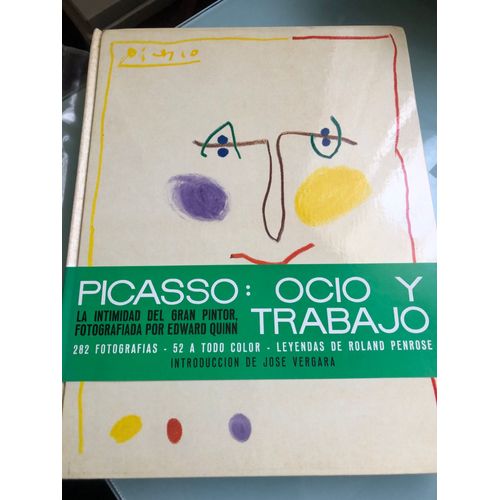 Picasso
PICASSO: OCIO Y
TRABAJO
LA INTIMIDAD DEL GRAN PINTOR,
FOTOGRAFIADA POR EDWARD QUINN
282 FOTOGRAFIAS - 52 A TODO COLOR - LEYENDAS DE ROLAND PENROSE
INTRODUCCION DE JOSE VERGARA